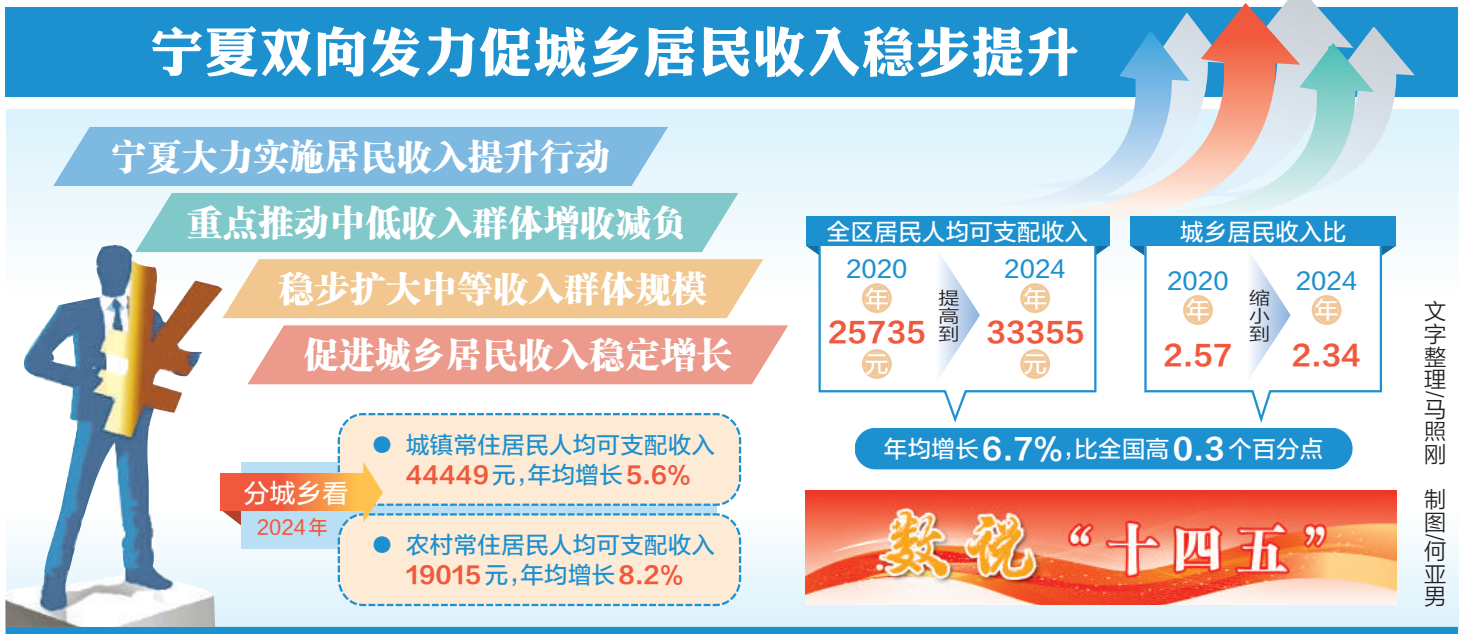 宁夏双向发力促城乡居民收入稳步提升
宁夏大力实施居民收入提升行动
重点推动中低收入群体增收减负
稳步扩大中等收入群体规模
促进城乡居民收入稳定增长
分城乡看
2024年
城镇常住居民人均可支配收入
44449元,年均增长5.6%
农村常住居民人均可支配收入
19015元,年均增长8.2%
全区居民人均可支配收入
2020
年
25735
元
提高到
2024
年
33355
元
城乡居民收入比
2020
年
2.57
缩小到
2024
年
2.34
年均增长6.7%,比全国高0.3个百分点
数说“十四五”
文字整理/马照刚 制图/何亚男